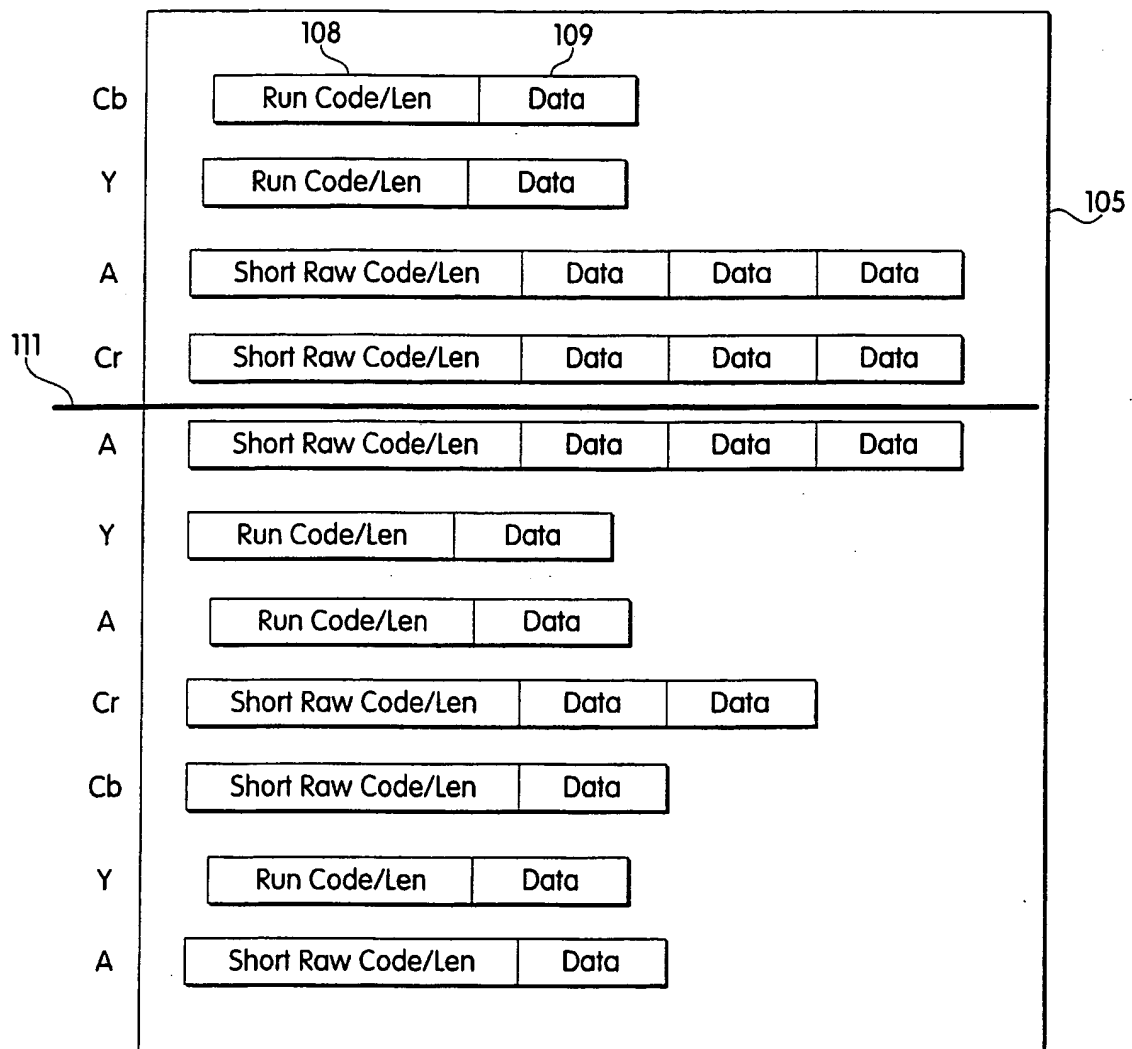 108 109
Cb Run Code/Len Data
Y Run Code/Len Data
105
A Short Raw Code/Len Data Data Data
111
Cr Short Raw Code/Len Data Data Data
A Short Raw Code/Len Data Data Data
Y Run Code/Len Data
A Run Code/Len Data
Cr Short Raw Code/Len Data Data
Cb Short Raw Code/Len Data
Y Run Code/Len Data
A Short Raw Code/Len Data